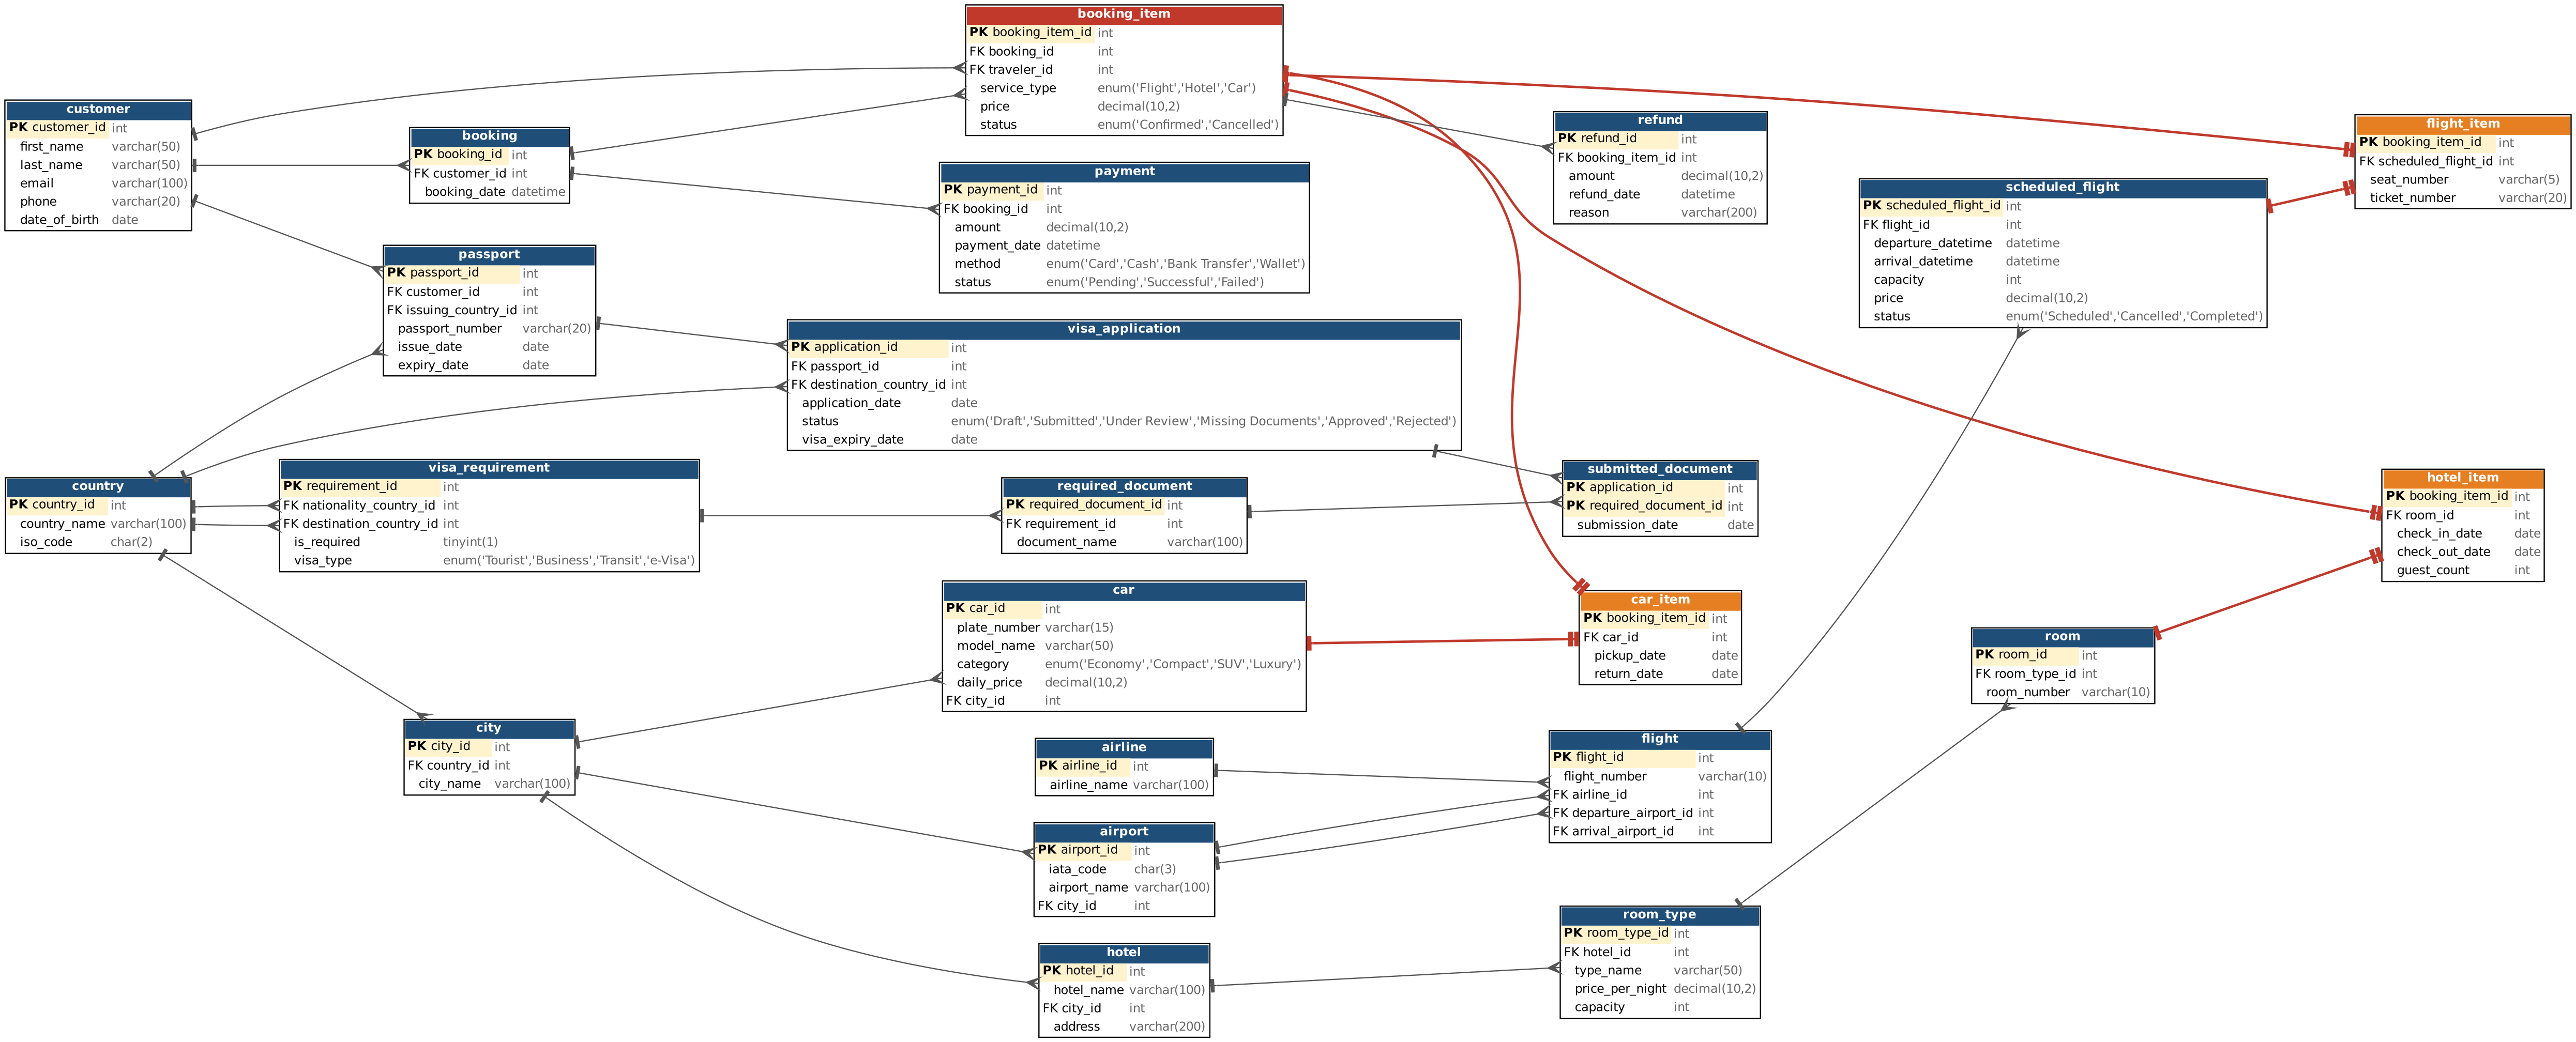 booking_item
PK booking_item_id int
FK booking_id int
FK traveler_id int
service_type enum('Flight','Hotel','Car')
price decimal(10,2)
status enum('Confirmed','Cancelled')
customer
PK customer_id int
first_name varchar(50)
last_name varchar(50)
email varchar(100)
phone varchar(20)
date_of_birth date
booking
PK booking_id int
FK customer_id int
booking_date datetime
refund
PK refund_id int
FK booking_item_id int
amount decimal(10,2)
refund_date datetime
reason varchar(200)
flight_item
PK booking_item_id int
FK scheduled_flight_id int
seat_number varchar(5)
ticket_number varchar(20)
payment
PK payment_id int
FK booking_id int
amount decimal(10,2)
payment_date datetime
method enum('Card','Cash','Bank Transfer','Wallet')
status enum('Pending','Successful','Failed')
scheduled_flight
PK scheduled_flight_id int
FK flight_id int
departure_datetime datetime
arrival_datetime datetime
capacity int
price decimal(10,2)
status enum('Scheduled','Cancelled','Completed')
passport
PK passport_id int
FK customer_id int
FK issuing_country_id int
passport_number varchar(20)
issue_date date
expiry_date date
visa_application
PK application_id int
FK passport_id int
FK destination_country_id int
application_date date
status enum('Draft','Submitted','Under Review','Missing Documents','Approved','Rejected')
visa_expiry_date date
country
PK country_id int
country_name varchar(100)
iso_code char(2)
visa_requirement
PK requirement_id int
FK nationality_country_id int
FK destination_country_id int
is_required tinyint(1)
visa_type enum('Tourist','Business','Transit','e-Visa')
required_document
PK required_document_id int
FK requirement_id int
document_name varchar(100)
submitted_document
PK application_id int
PK required_document_id int
submission_date date
hotel_item
PK booking_item_id int
FK room_id int
check_in_date date
check_out_date date
guest_count int
car
PK car_id int
plate_number varchar(15)
model_name varchar(50)
category enum('Economy','Compact','SUV','Luxury')
daily_price decimal(10,2)
FK city_id int
car_item
PK booking_item_id int
FK car_id int
pickup_date date
return_date date
room
PK room_id int
FK room_type_id int
room_number varchar(10)
city
PK city_id int
FK country_id int
city_name varchar(100)
airline
PK airline_id int
airline_name varchar(100)
flight
PK flight_id int
flight_number varchar(10)
FK airline_id int
FK departure_airport_id int
FK arrival_airport_id int
airport
PK airport_id int
iata_code char(3)
airport_name varchar(100)
FK city_id int
room_type
PK room_type_id int
FK hotel_id int
type_name varchar(50)
price_per_night decimal(10,2)
capacity int
hotel
PK hotel_id int
hotel_name varchar(100)
FK city_id int
address varchar(200)